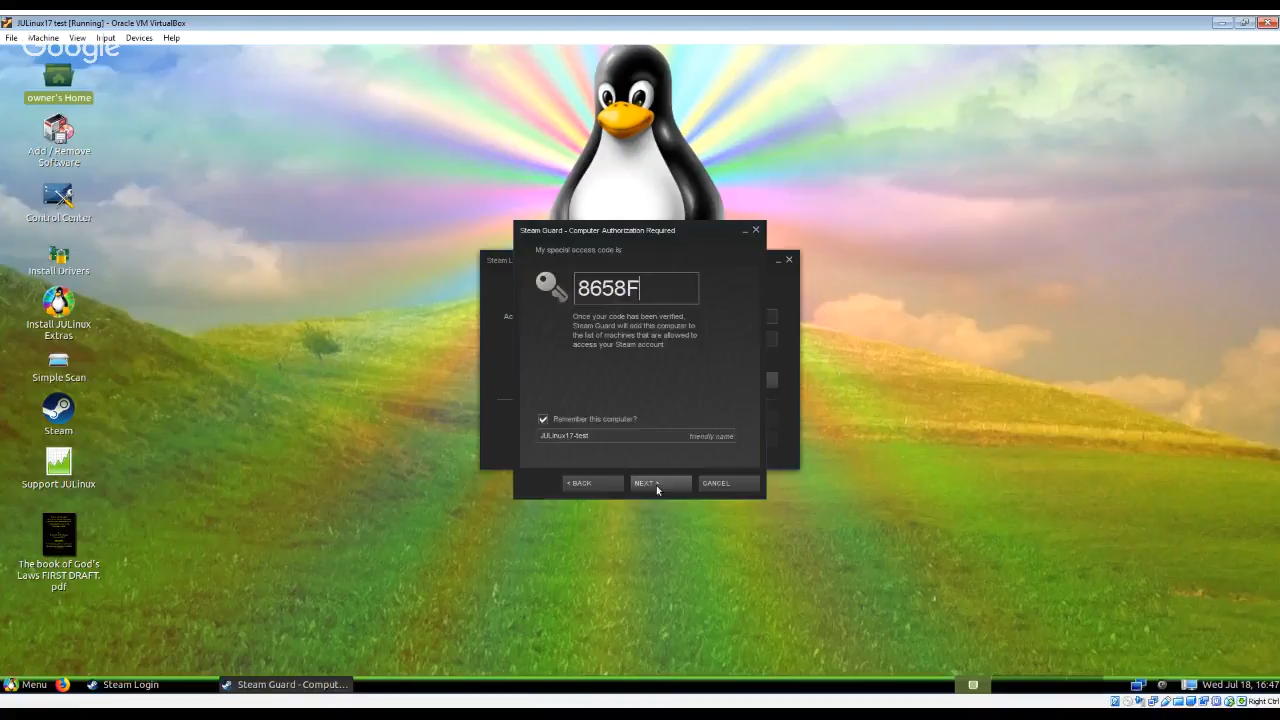 JULinux17 test [Running] - Oracle VM VirtualBox
File Machine View Input Devices Help
Google
owner's Home
Add / Remove
Software
Control Center
Install Drivers
Install JULinux
Extras
Simple Scan
Steam
Support JULinux
The book of God's
Laws FIRST DRAFT.
pdf
Steam L
Ac
Steam Guard - Computer Authorization Required
My special access code is:
8658F
Once your code has been verified,
Steam Guard will add this computer to
the list of machines that are allowed to
access your Steam account
Remember this computer?
JULinux17-test friendly name
< BACK NEXT > CANCEL
Menu Steam Login Steam Guard - Comput... Wed Jul 18, 16:47
Right Ctrl